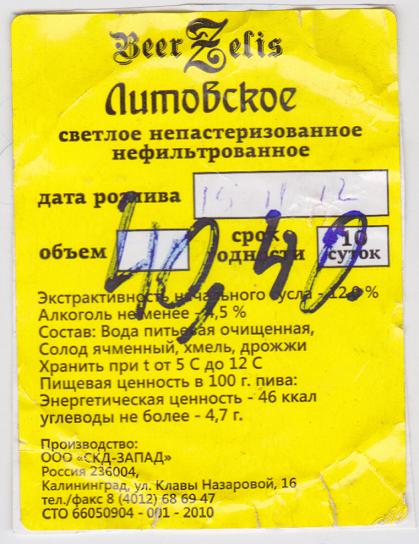 Beer Zelis
Литовское
светлое непастеризованное
нефильтрованное
дата розлива 15 11 12
объем срок годности 10 суток
40,40
Экстрактивность начального сусла - 12,0 %
Алкоголь не менее - 4,5 %
Состав: Вода питьевая очищенная,
Солод ячменный, хмель, дрожжи
Хранить при t от 5 С до 12 С
Пищевая ценность в 100 г. пива:
Энергетическая ценность - 46 ккал
углеводы не более - 4,7 г.
Производство:
ООО «СКД-ЗАПАД»
Россия 236004,
Калининград, ул. Клавы Назаровой, 16
тел./факс 8 (4012) 68 69 47
СТО 66050904 - 001 - 2010